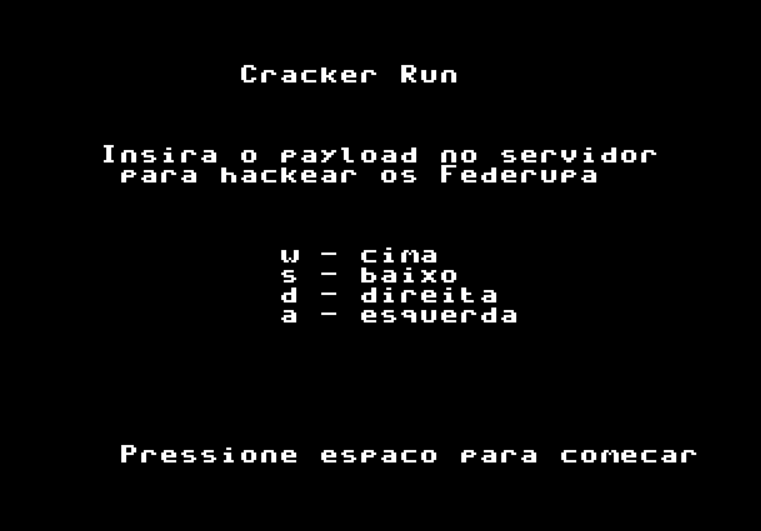 Cracker Run
Insira o payload no servidor
para hackear os Federupa
w - cima
s - baixo
d - direita
a - esquerda
Pressione espaco para comecar